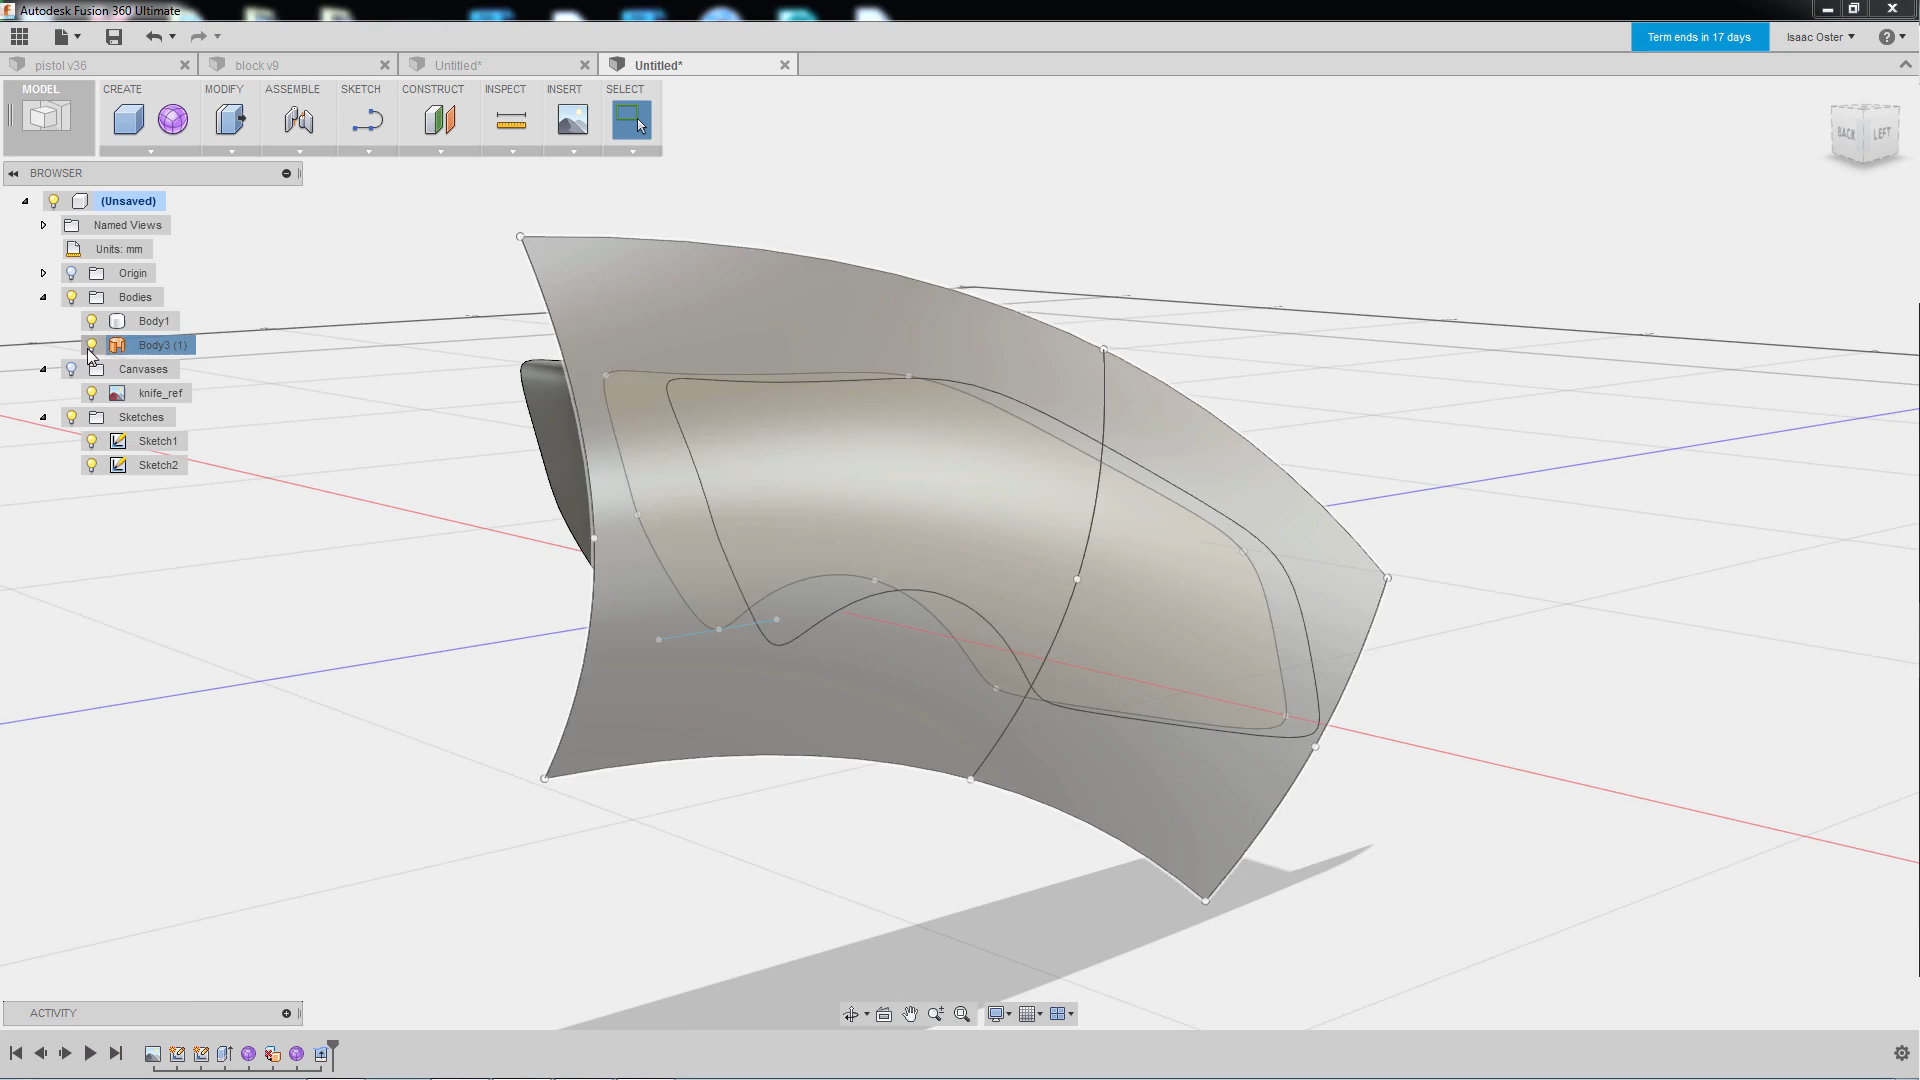 Autodesk Fusion 360 Ultimate
Term ends in 17 days
Isaac Oster
pistol v36
block v9
Untitled*
Untitled*
MODEL
CREATE
MODIFY
ASSEMBLE
SKETCH
CONSTRUCT
INSPECT
INSERT
SELECT
BACK
LEFT
BROWSER
(Unsaved)
Named Views
Units: mm
Origin
Bodies
Body1
Body3 (1)
Canvases
knife_ref
Sketches
Sketch1
Sketch2
ACTIVITY